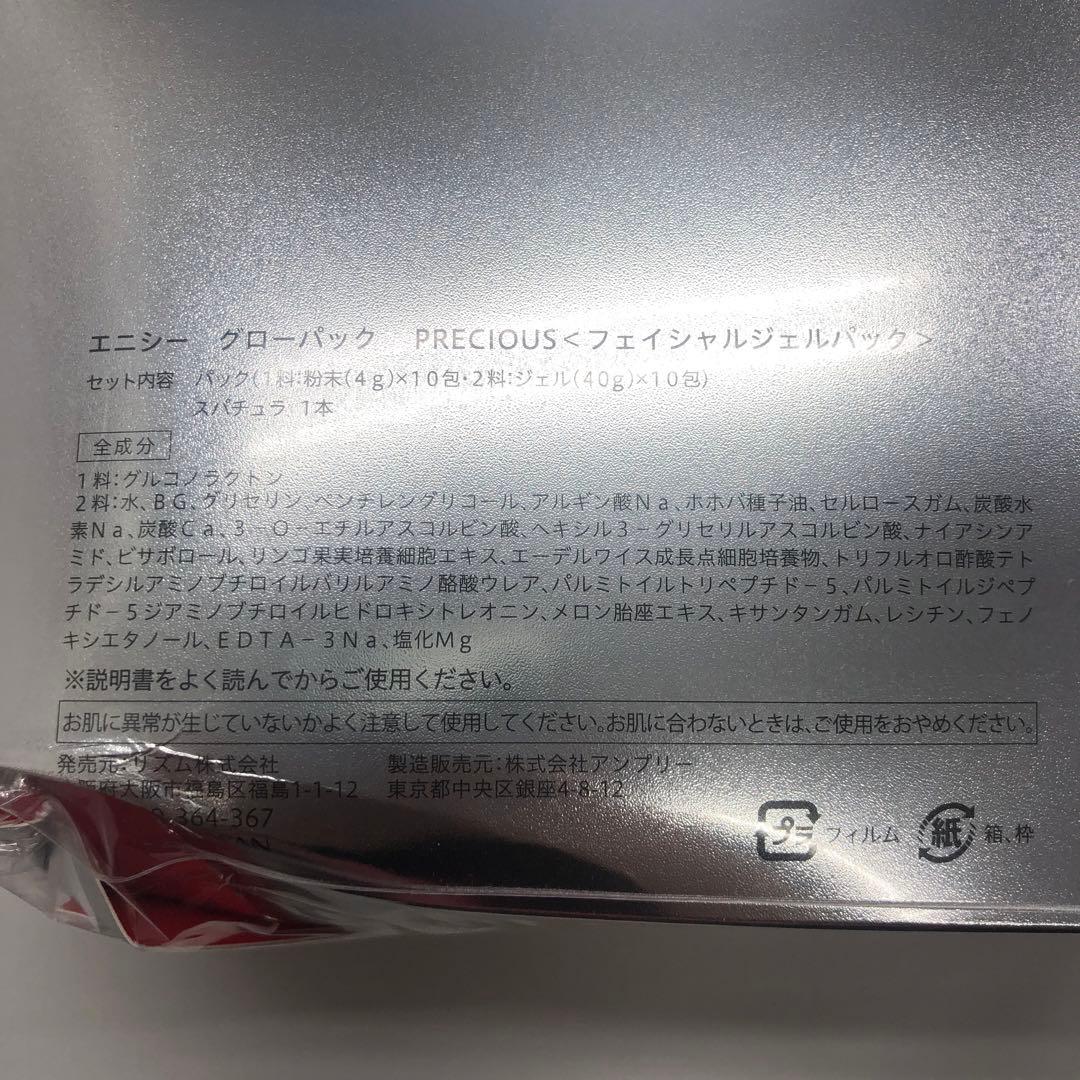 エニシー グローパック PRECIOUS<フェイシャルジェルパック>
セット内容 パック(1料:粉末(4g)×10包・2料:ジェル(40g)×10包)
スパチュラ 1本
全成分
1料:グルコノラクトン
2料:水、BG、グリセリン、ペンチレングリコール、アルギン酸Na、ホホバ種子油、セルロースガム、炭酸水
素Na、炭酸Ca、3-O-エチルアスコルビン酸、ヘキシル3-グリセリルアスコルビン酸、ナイアシンア
ミド、ビサボロール、リンゴ果実培養細胞エキス、エーデルワイス成長点細胞培養物、トリフルオロ酢酸テト
ラデシルアミノブチロイルバリルアミノ酪酸ウレア、パルミトイルトリペプチド-5、パルミトイルジペプ
チド-5ジアミノブチロイルヒドロキシトレオニン、メロン胎座エキス、キサンタンガム、レシチン、フェノ
キシエタノール、EDTA-3Na、塩化Mg
※説明書をよく読んでからご使用ください。
お肌に異常が生じていないかよく注意して使用してください。お肌に合わないときは、ご使用をおやめください。
発売元:リズム株式会社 製造販売元:株式会社アンプリー
阪府大阪市福島区福島1-1-12 東京都中央区銀座4-8-12
364-367
プラ フィルム 紙 箱、枠